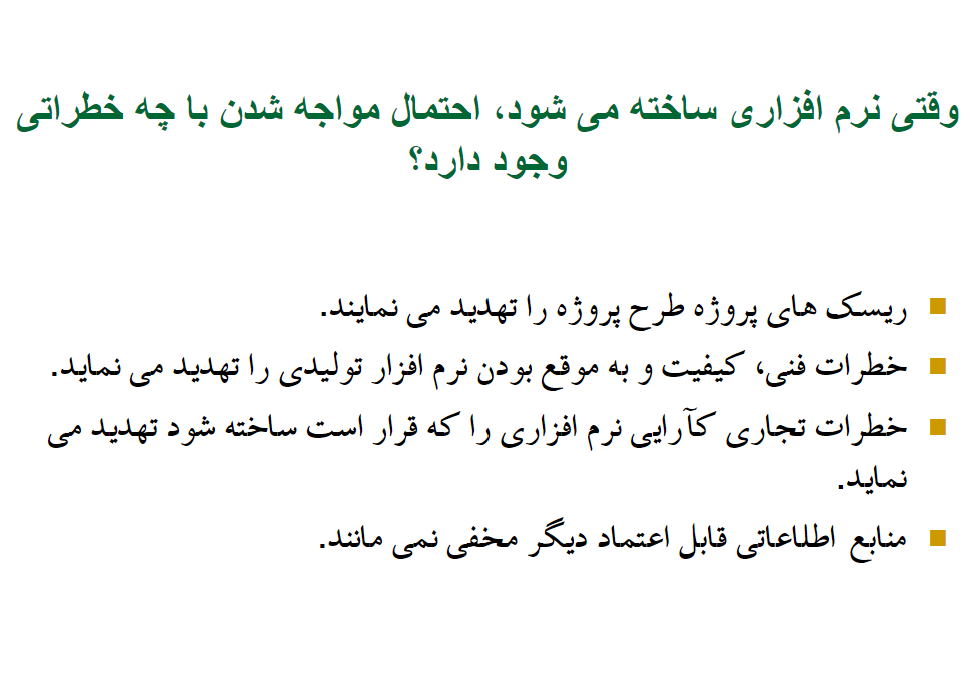 وقتی نرم افزاری ساخته می شود، احتمال مواجه شدن با چه خطراتی
وجود دارد؟
ریسک های پروژه طرح پروژه را تهدید می نمایند.
خطرات فنی، کیفیت و به موقع بودن نرم افزار تولیدی را تهدید می نماید.
خطرات تجاری کآرایی نرم افزاری را که قرار است ساخته شود تهدید می
نماید.
منابع اطلاعاتی قابل اعتماد دیگر مخفی نمی مانند.